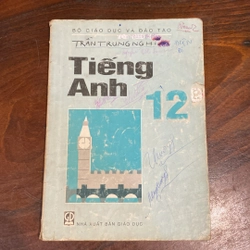 BỘ GIÁO DỤC VÀ ĐÀO TẠO
TRẦN TRUNG NGHĨA
Tiếng
Anh 12
NHÀ XUẤT BẢN GIÁO DỤC